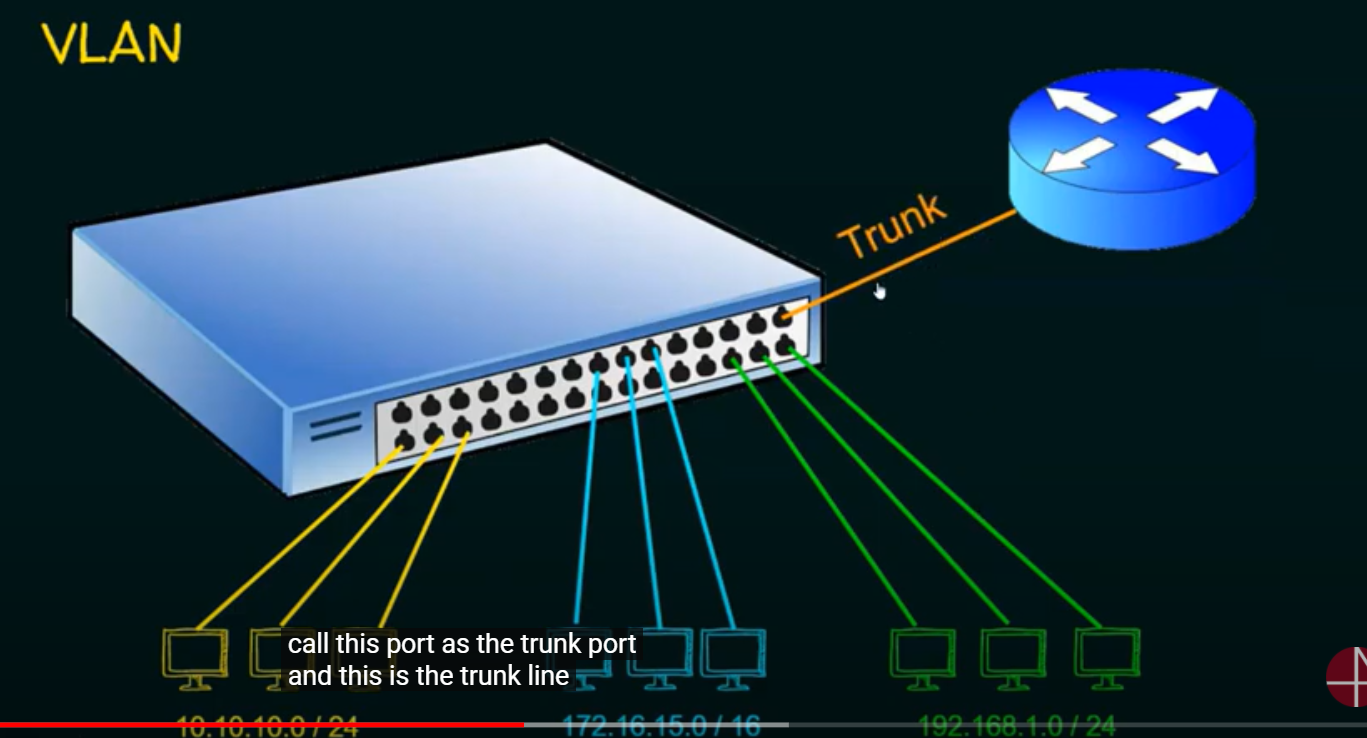 VLAN
Trunk
call this port as the trunk port
and this is the trunk line
10.10.10.0 / 24
172.16.15.0 / 16
192.168.1.0 / 24